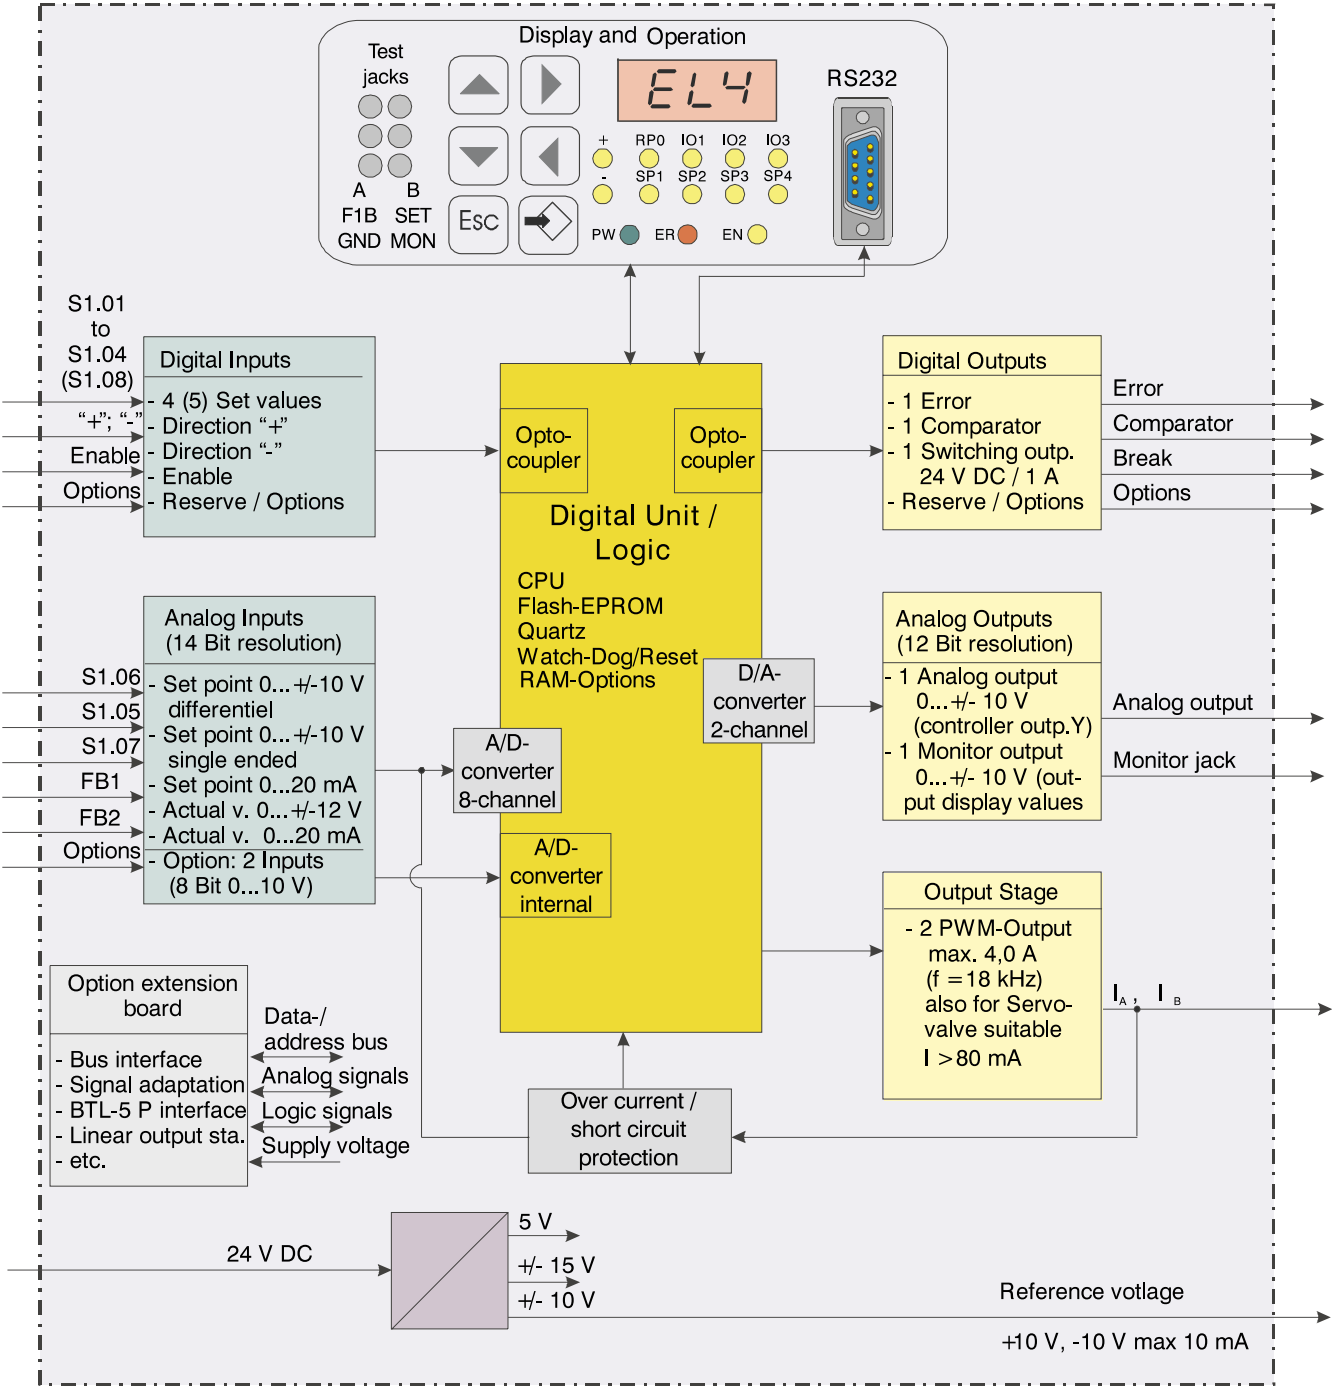 Display and Operation
Test
jacks
EL4
RS232
+ RP0 IO1 IO2 IO3
- SP1 SP2 SP3 SP4
A B
F1B SET
GND MON
Esc
PW ER EN
S1.01
to
S1.04
(S1.08)
"+"; "-"
Enable
Options
Digital Inputs
- 4 (5) Set values
- Direction "+"
- Direction "-"
- Enable
- Reserve / Options
Opto-
coupler
Opto-
coupler
Digital Unit /
Logic
CPU
Flash-EPROM
Quartz
Watch-Dog/Reset
RAM-Options
Digital Outputs
- 1 Error
- 1 Comparator
- 1 Switching outp.
24 V DC / 1 A
- Reserve / Options
Error
Comparator
Break
Options
S1.06
S1.05
S1.07
FB1
FB2
Options
Analog Inputs
(14 Bit resolution)
- Set point 0...+/-10 V
differentiel
- Set point 0...+/-10 V
single ended
- Set point 0...20 mA
- Actual v. 0...+/-12 V
- Actual v. 0...20 mA
- Option: 2 Inputs
(8 Bit 0...10 V)
A/D-
converter
8-channel
A/D-
converter
internal
D/A-
converter
2-channel
Analog Outputs
(12 Bit resolution)
- 1 Analog output
0...+/- 10 V
(controller outp.Y)
- 1 Monitor output
0...+/- 10 V (out-
put display values
Analog output
Monitor jack
Output Stage
- 2 PWM-Output
max. 4,0 A
(f =18 kHz)
also for Servo-
valve suitable
I >80 mA
IA, IB
Option extension
board
- Bus interface
- Signal adaptation
- BTL-5 P interface
- Linear output sta.
- etc.
Data-/
address bus
Analog signals
Logic signals
Supply voltage
Over current /
short circuit
protection
24 V DC
5 V
+/- 15 V
+/- 10 V
Reference votlage
+10 V, -10 V max 10 mA